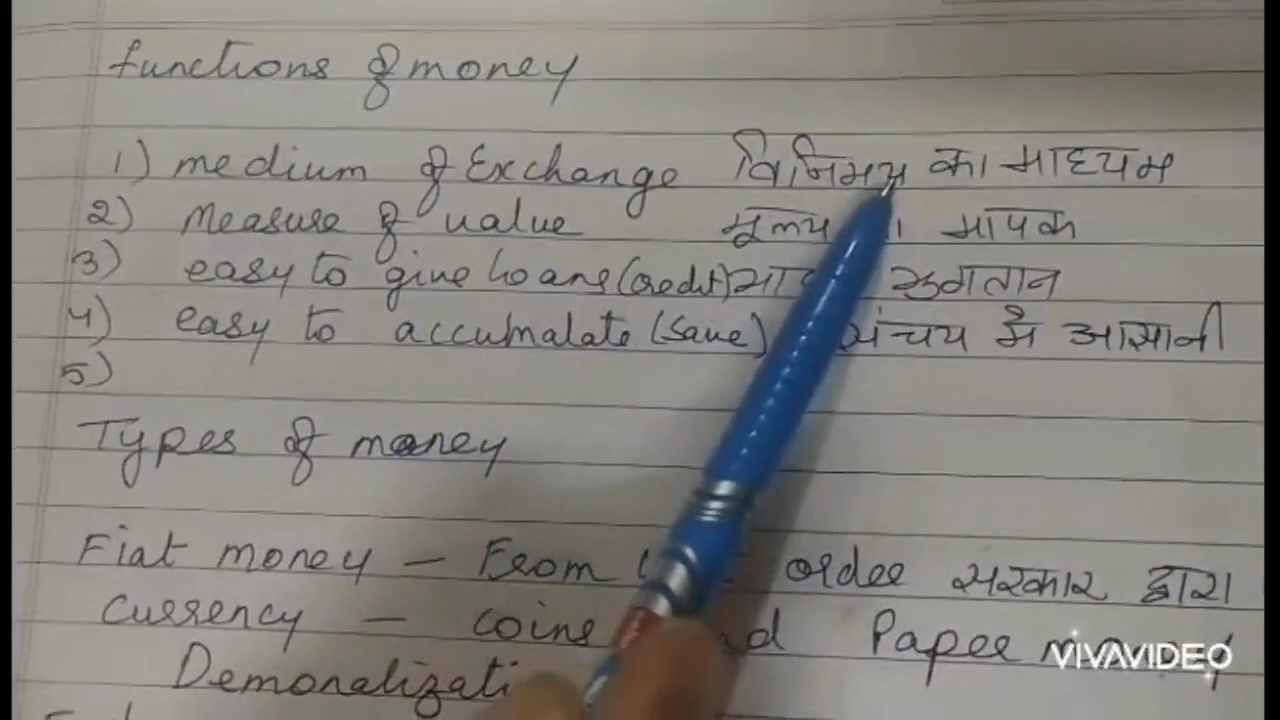 functions of money
1) medium of Exchange विनिमय का माध्यम
2) Measure of value मूल्य मापक
3) easy to give loans (credit) भुगतान
4) easy to accumalate (Save) संचय मे आसानी
5)
Types of money
Fiat money - From order सरकार द्वारा
Currency - coins Paper money
VIVAVIDEO